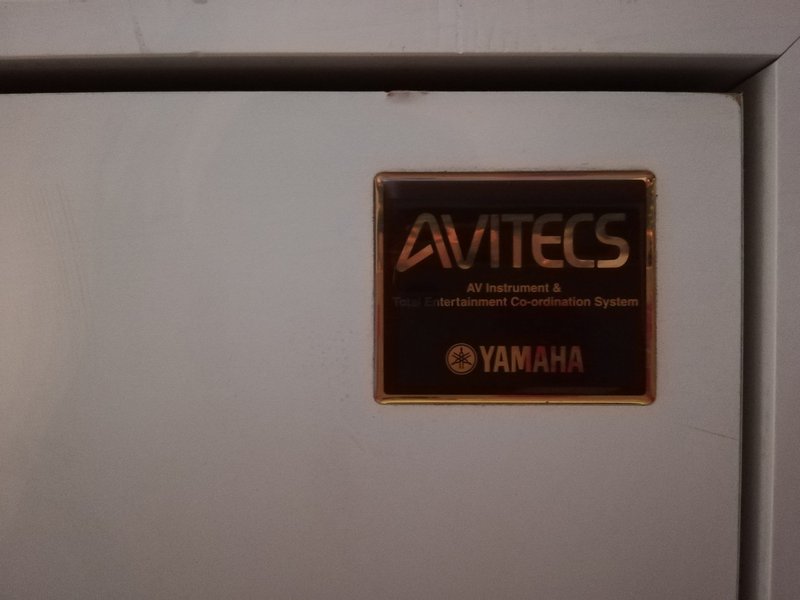 AVITECS
AV Instrument &
Total Entertainment Co-ordination System
YAMAHA